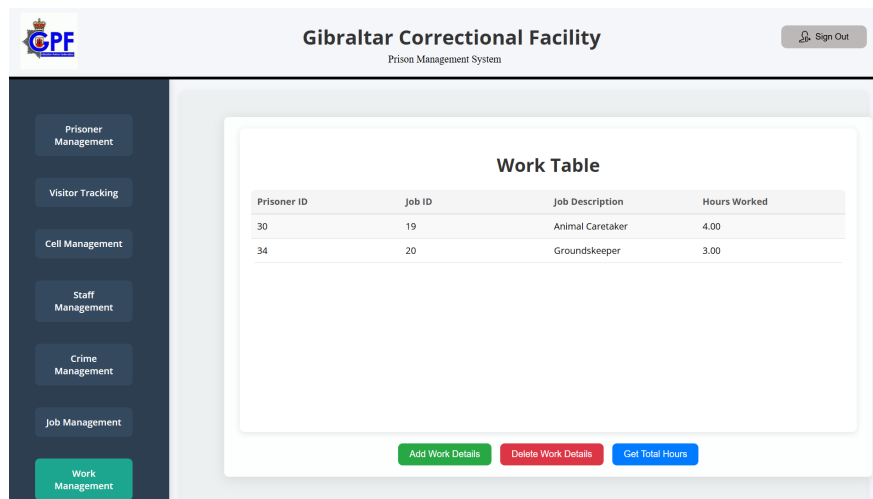 GPF
Gibraltar Correctional Facility
Prison Management System
Sign Out
Prisoner
Management
Visitor Tracking
Cell Management
Staff
Management
Crime
Management
Job Management
Work
Management
Work Table
Prisoner ID Job ID Job Description Hours Worked
30 19 Animal Caretaker 4.00
34 20 Groundskeeper 3.00
Add Work Details Delete Work Details Get Total Hours